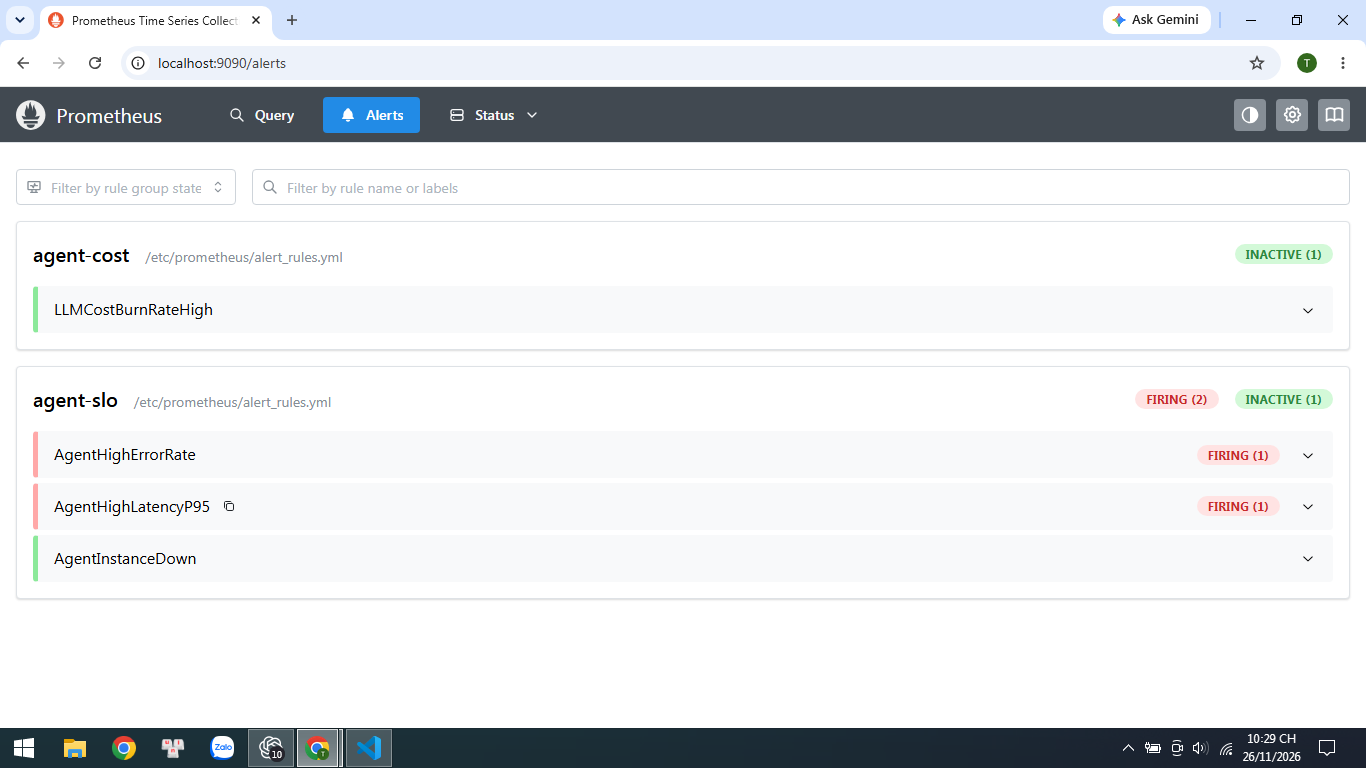 Prometheus Time Series Collect
Ask Gemini
localhost:9090/alerts
T
Prometheus
Query
Alerts
Status
Filter by rule group state
Filter by rule name or labels
agent-cost
/etc/prometheus/alert_rules.yml
INACTIVE (1)
LLMCostBurnRateHigh
agent-slo
/etc/prometheus/alert_rules.yml
FIRING (2)
INACTIVE (1)
AgentHighErrorRate
FIRING (1)
AgentHighLatencyP95
FIRING (1)
AgentInstanceDown
Zalo
10
T
10:29 CH
26/11/2026